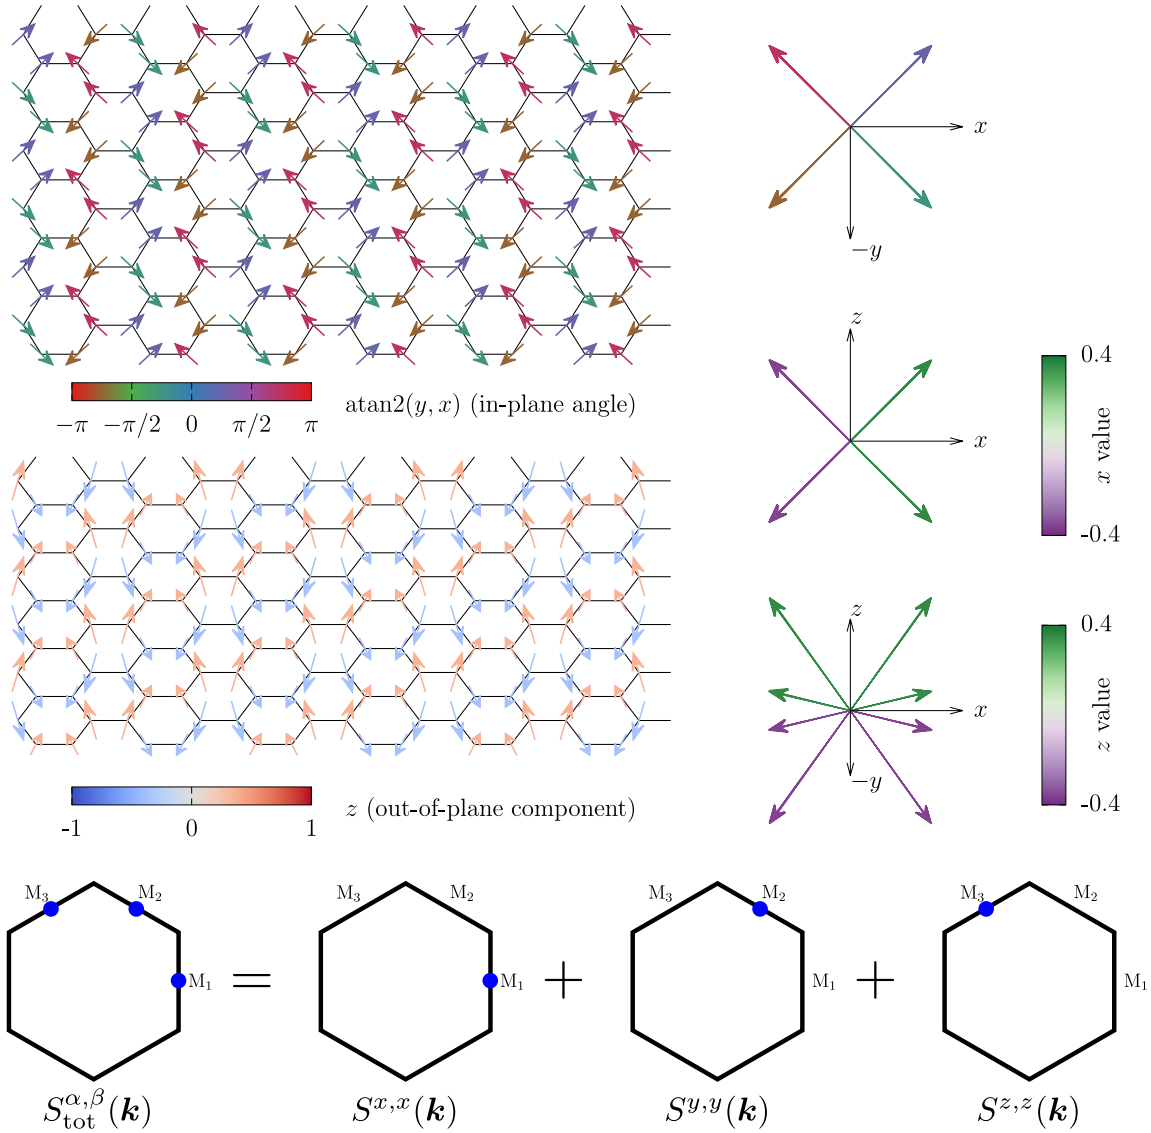 x
−y
−π −π/2 0 π/2 π
atan2(y, x) (in-plane angle)
z
x
0.4
x value
-0.4
z
x
−y
0.4
z value
-0.4
-1 0 1
z (out-of-plane component)
M₃ M₂ M₁
=
M₃ M₂ M₁
+
M₃ M₂ M₁
+
M₃ M₂ M₁
S_tot^{α,β}(k) S^{x,x}(k) S^{y,y}(k) S^{z,z}(k)